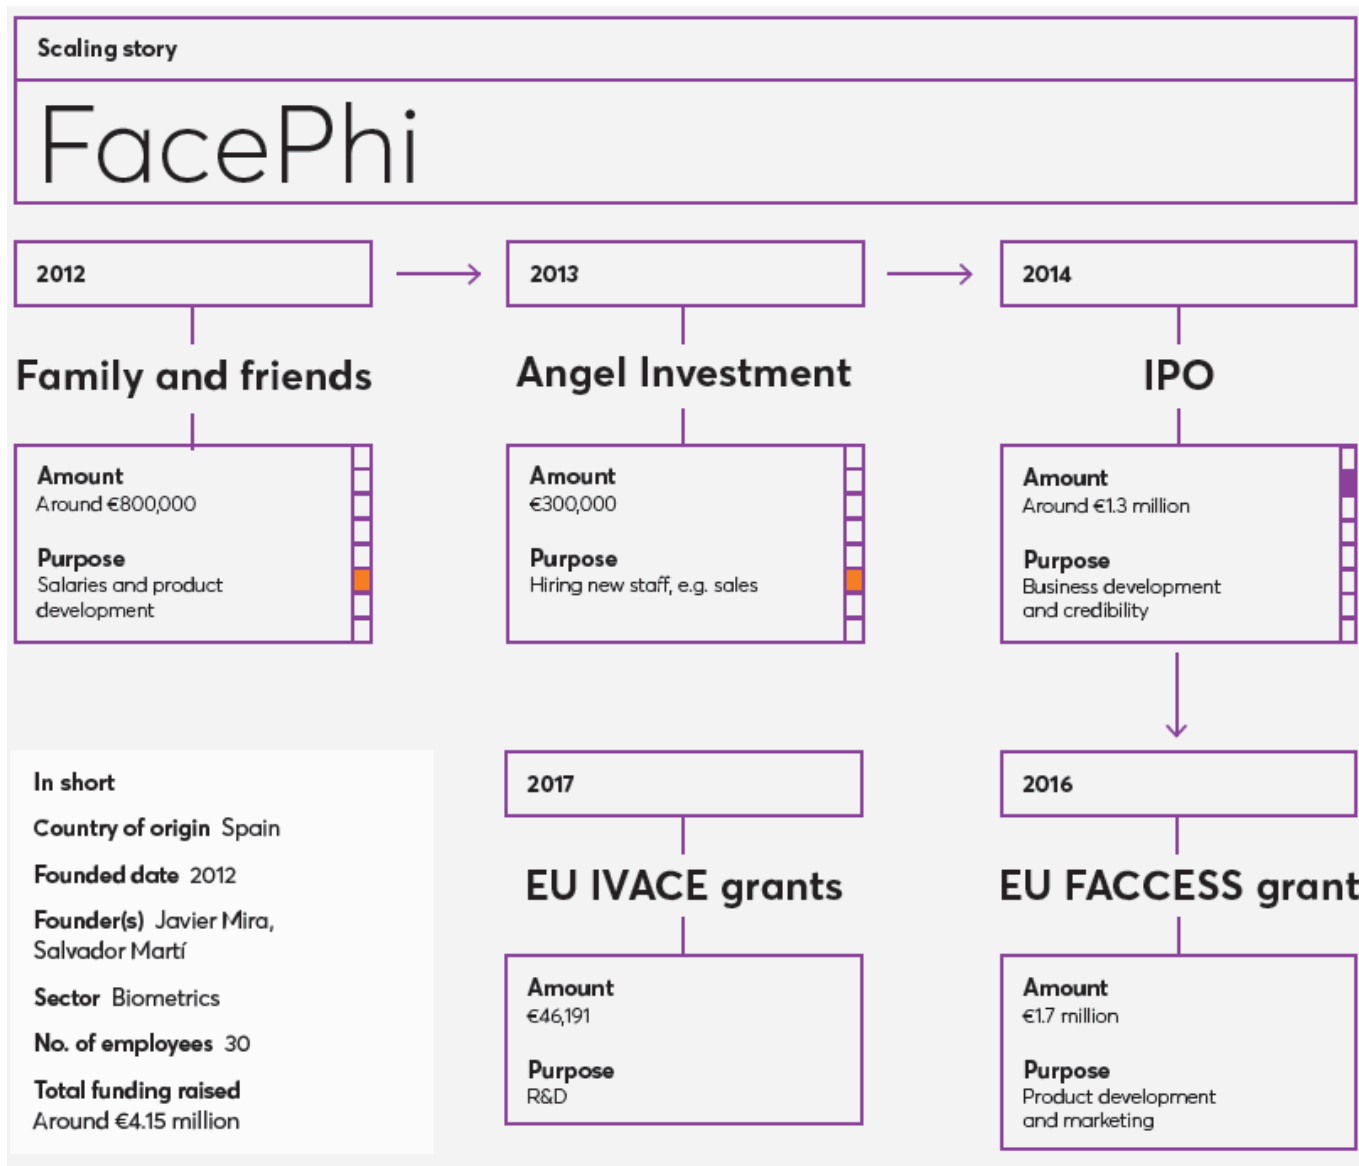 Scaling story
FacePhi
2012
2013
2014
Family and friends
Angel Investment
IPO
Amount
Around €800,000
Purpose
Salaries and product
development
Amount
€300,000
Purpose
Hiring new staff, e.g. sales
Amount
Around €1.3 million
Purpose
Business development
and credibility
In short
Country of origin Spain
Founded date 2012
Founder(s) Javier Mira,
Salvador Martí
Sector Biometrics
No. of employees 30
Total funding raised
Around €4.15 million
2017
EU IVACE grants
Amount
€46,191
Purpose
R&D
2016
EU FACCESS grant
Amount
€1.7 million
Purpose
Product development
and marketing